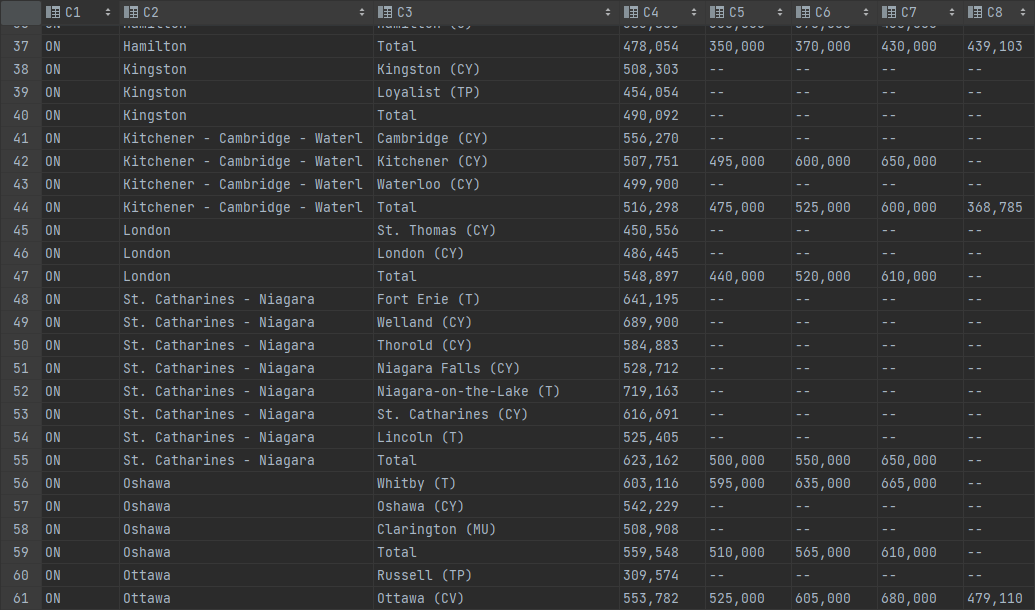 C1 C2 C3 C4 C5 C6 C7 C8
37 ON Hamilton Total 478,054 350,000 370,000 430,000 439,103
38 ON Kingston Kingston (CY) 508,303 -- -- -- --
39 ON Kingston Loyalist (TP) 454,054 -- -- -- --
40 ON Kingston Total 490,092 -- -- -- --
41 ON Kitchener - Cambridge - Waterl Cambridge (CY) 556,270 -- -- -- --
42 ON Kitchener - Cambridge - Waterl Kitchener (CY) 507,751 495,000 600,000 650,000 --
43 ON Kitchener - Cambridge - Waterl Waterloo (CY) 499,900 -- -- -- --
44 ON Kitchener - Cambridge - Waterl Total 516,298 475,000 525,000 600,000 368,785
45 ON London St. Thomas (CY) 450,556 -- -- -- --
46 ON London London (CY) 486,445 -- -- -- --
47 ON London Total 548,897 440,000 520,000 610,000 --
48 ON St. Catharines - Niagara Fort Erie (T) 641,195 -- -- -- --
49 ON St. Catharines - Niagara Welland (CY) 689,900 -- -- -- --
50 ON St. Catharines - Niagara Thorold (CY) 584,883 -- -- -- --
51 ON St. Catharines - Niagara Niagara Falls (CY) 528,712 -- -- -- --
52 ON St. Catharines - Niagara Niagara-on-the-Lake (T) 719,163 -- -- -- --
53 ON St. Catharines - Niagara St. Catharines (CY) 616,691 -- -- -- --
54 ON St. Catharines - Niagara Lincoln (T) 525,405 -- -- -- --
55 ON St. Catharines - Niagara Total 623,162 500,000 550,000 650,000 --
56 ON Oshawa Whitby (T) 603,116 595,000 635,000 665,000 --
57 ON Oshawa Oshawa (CY) 542,229 -- -- -- --
58 ON Oshawa Clarington (MU) 508,908 -- -- -- --
59 ON Oshawa Total 559,548 510,000 565,000 610,000 --
60 ON Ottawa Russell (TP) 309,574 -- -- -- --
61 ON Ottawa Ottawa (CV) 553,782 525,000 605,000 680,000 479,110